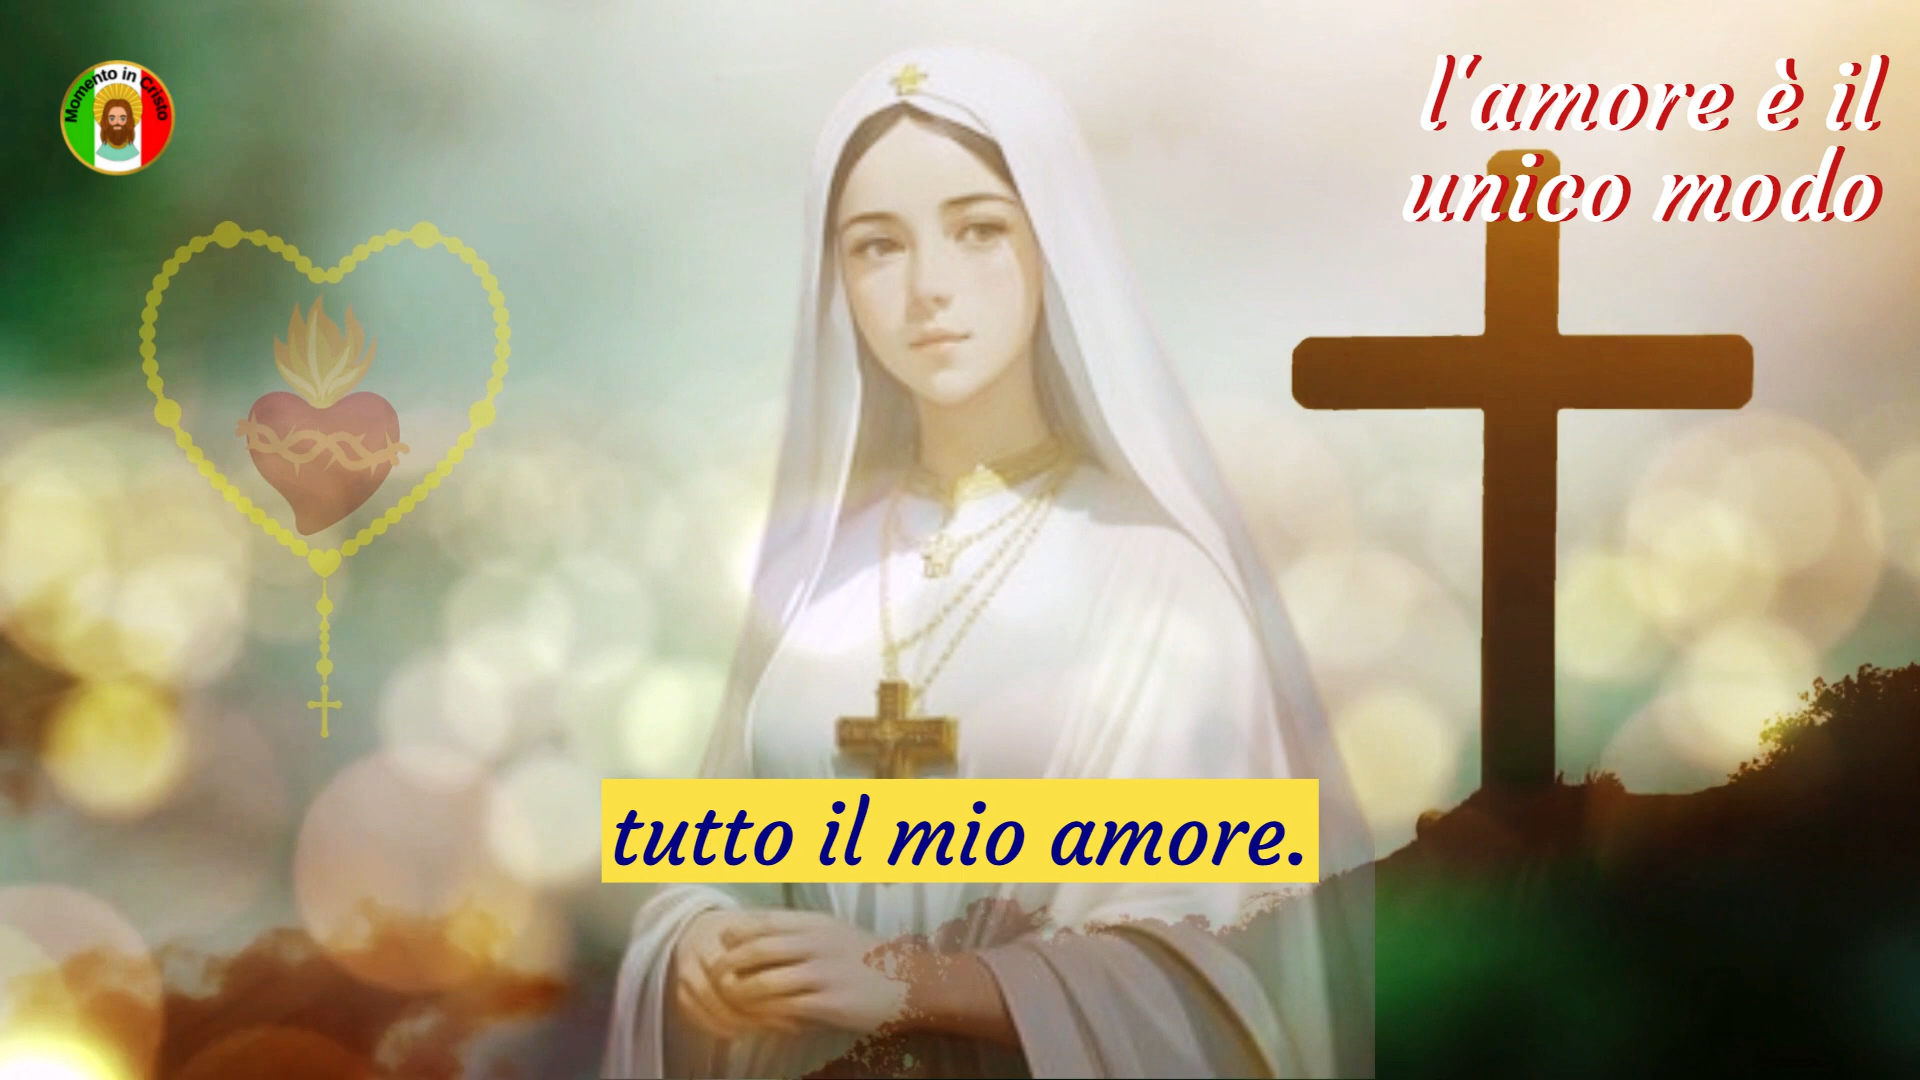 Momento in Cristo
l'amore è il
unico modo
tutto il mio amore.